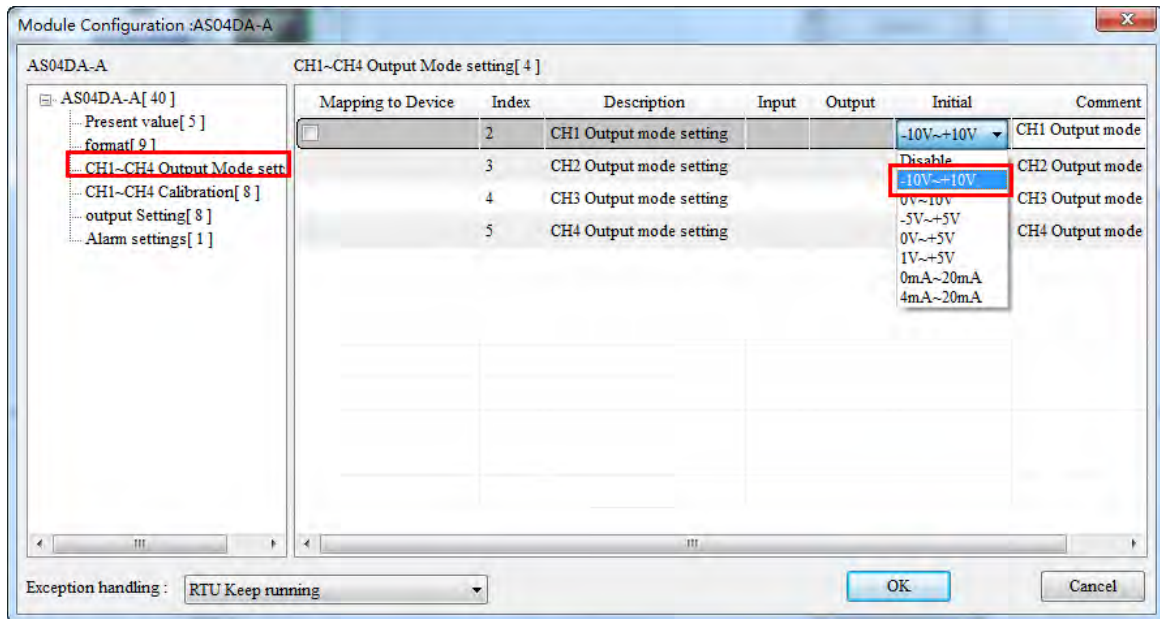 Module Configuration :AS04DA-A
AS04DA-A
CH1~CH4 Output Mode setting[ 4 ]
AS04DA-A[ 40 ]
Present value[ 5 ]
format[ 9 ]
CH1~CH4 Output Mode sett
CH1~CH4 Calibration[ 8 ]
output Setting[ 8 ]
Alarm settings[ 1 ]
Mapping to Device Index Description Input Output Initial Comment
2 CH1 Output mode setting -10V~+10V CH1 Output mode
3 CH2 Output mode setting Disable CH2 Output mode
-10V~+10V
4 CH3 Output mode setting 0V~10V CH3 Output mode
-5V~+5V
5 CH4 Output mode setting 0V~+5V CH4 Output mode
1V~+5V
0mA~20mA
4mA~20mA
Exception handling : RTU Keep running OK Cancel